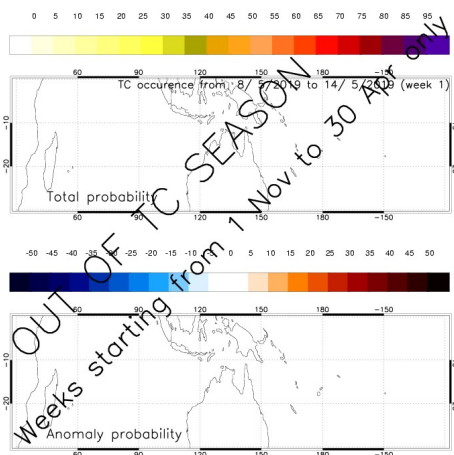 0 5 10 15 20 25 30 35 40 45 50 55 60 65 70 75 80 85 90 95
60 90 120 150 180 −150
TC occurence from 8/ 5/2019 to 14/ 5/2019 (week 1)
−10
−20
Total probability
60 90 120 150 180 −150
OUT OF TC SEASON
Weeks starting from 1 Nov to 30 Apr only
-50 -45 -40 -35 -25 -20 -15 -10 -5 0 5 10 15 20 25 30 35 40 45 50
60 90 120 150 180 −150
−10
−20
Anomaly probability
60 90 120 150 180 −150